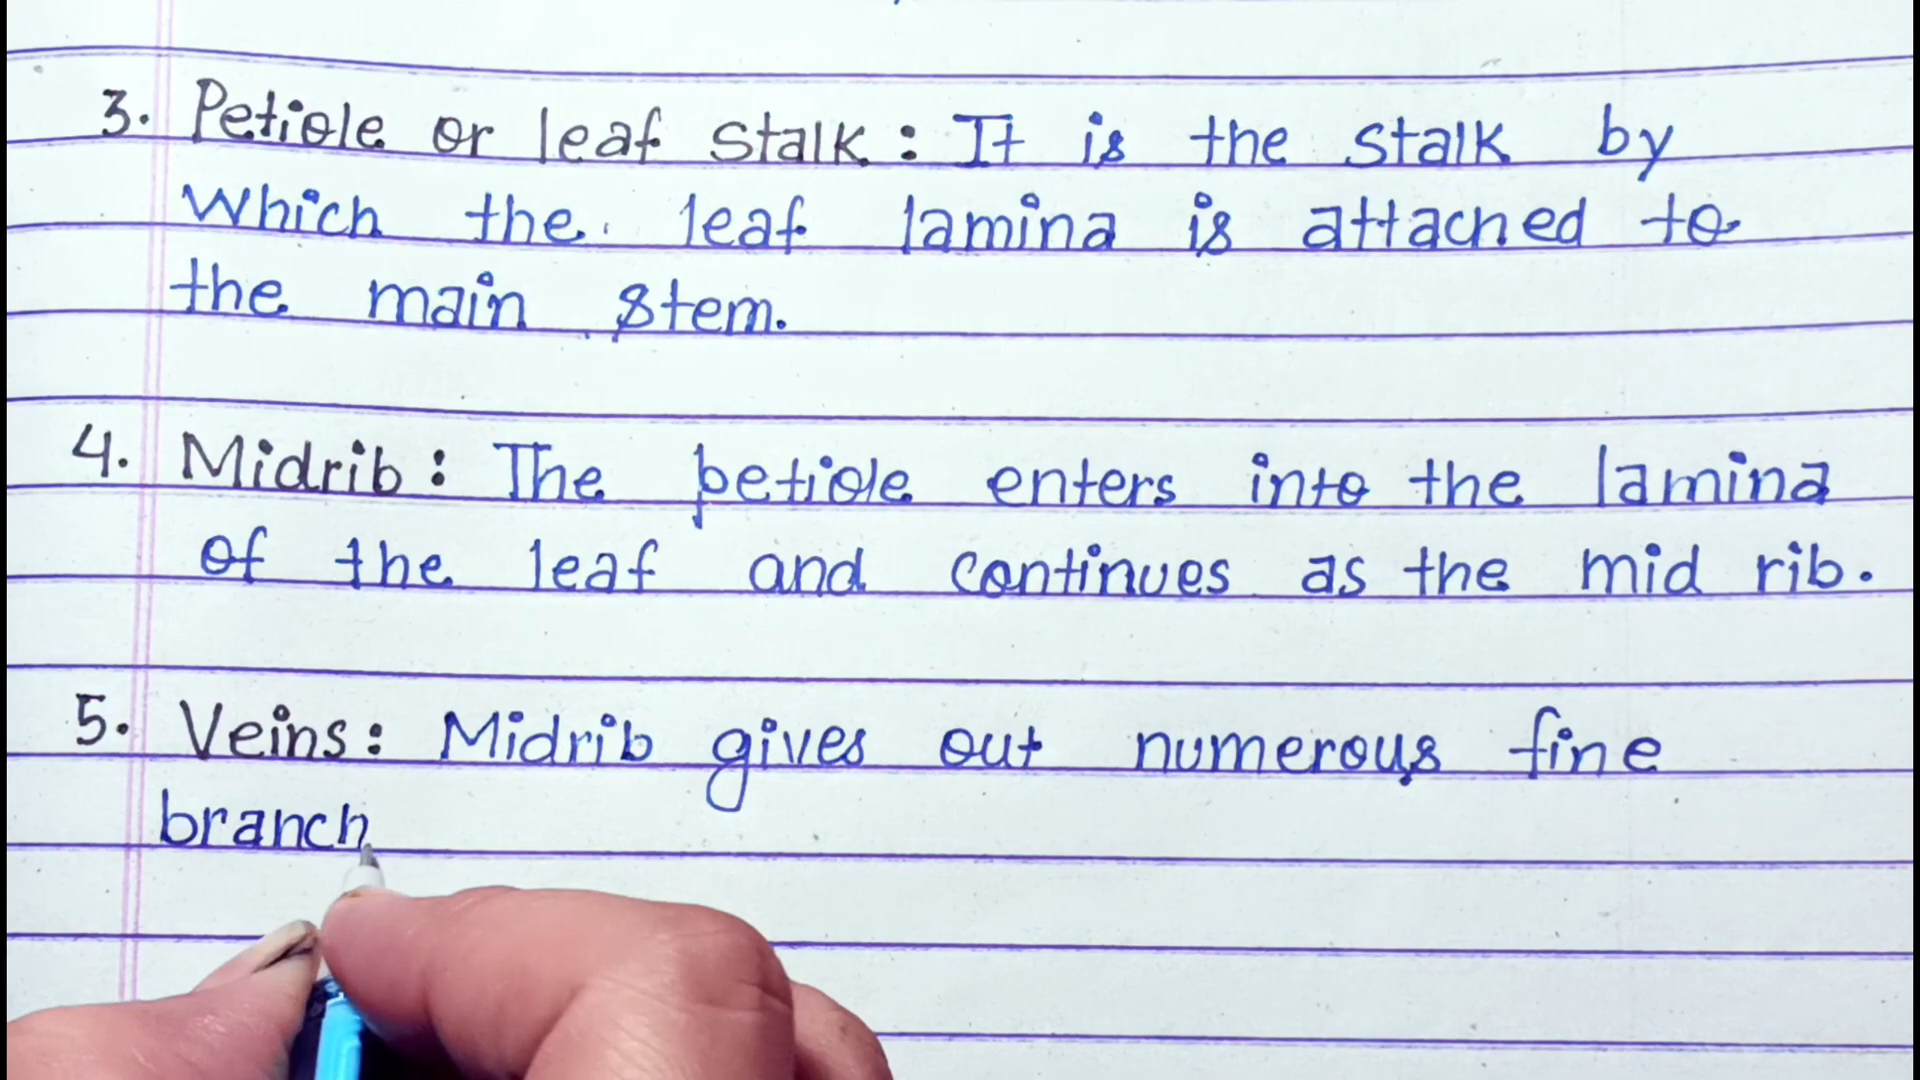 3. Petiole or leaf stalk : It is the stalk by
which the leaf lamina is attached to
the main stem.
4. Midrib : The petiole enters into the lamina
of the leaf and continues as the mid rib.
5. Veins : Midrib gives out numerous fine
branch